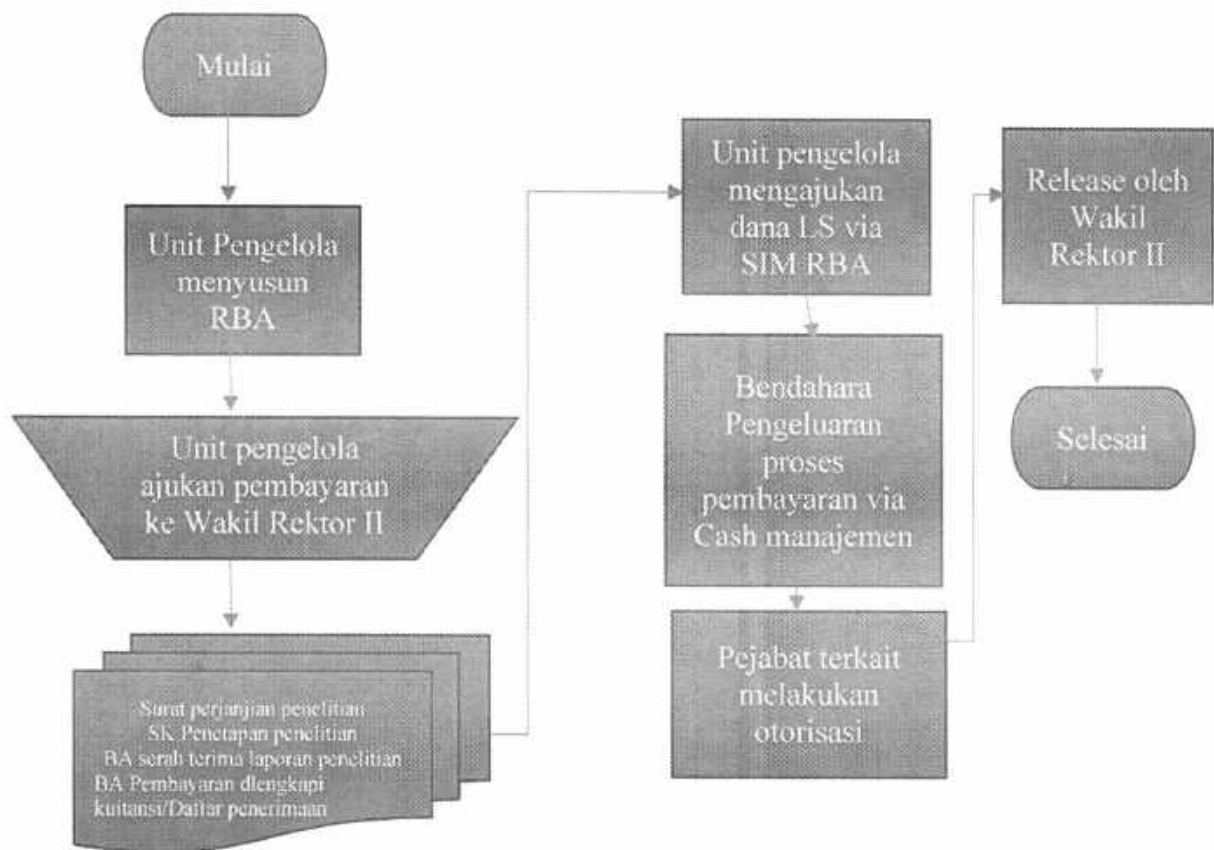 Mulai
Unit Pengelola
menyusun
RBA
Unit pengelola
ajukan pembayaran
ke Wakil Rektor II
Surat perjanjian penelitian
SK Penetapan penelitian
BA serah terima laporan penelitian
BA Pembayaran dlengkapi
kuitansi/Daftar penerimaan
Unit pengelola
mengajukan
dana LS via
SIM RBA
Bendahara
Pengeluaran
proses
pembayaran via
Cash manajemen
Pejabat terkait
melakukan
otorisasi
Release oleh
Wakil
Rektor II
Selesai